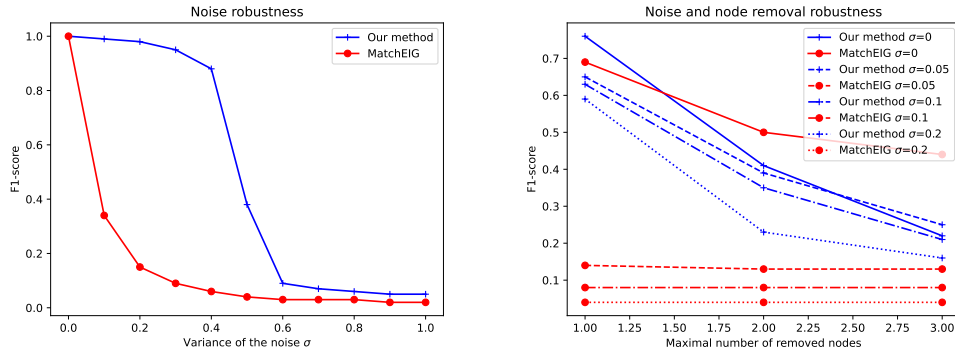 Noise robustness
1.0
0.8
0.6
0.4
0.2
0.0
F1-score
Our method
MatchEIG
0.0 0.2 0.4 0.6 0.8 1.0
Variance of the noise σ
Noise and node removal robustness
0.7
0.6
0.5
0.4
0.3
0.2
0.1
F1-score
Our method σ=0
MatchEIG σ=0
Our method σ=0.05
MatchEIG σ=0.05
Our method σ=0.1
MatchEIG σ=0.1
Our method σ=0.2
MatchEIG σ=0.2
1.00 1.25 1.50 1.75 2.00 2.25 2.50 2.75 3.00
Maximal number of removed nodes